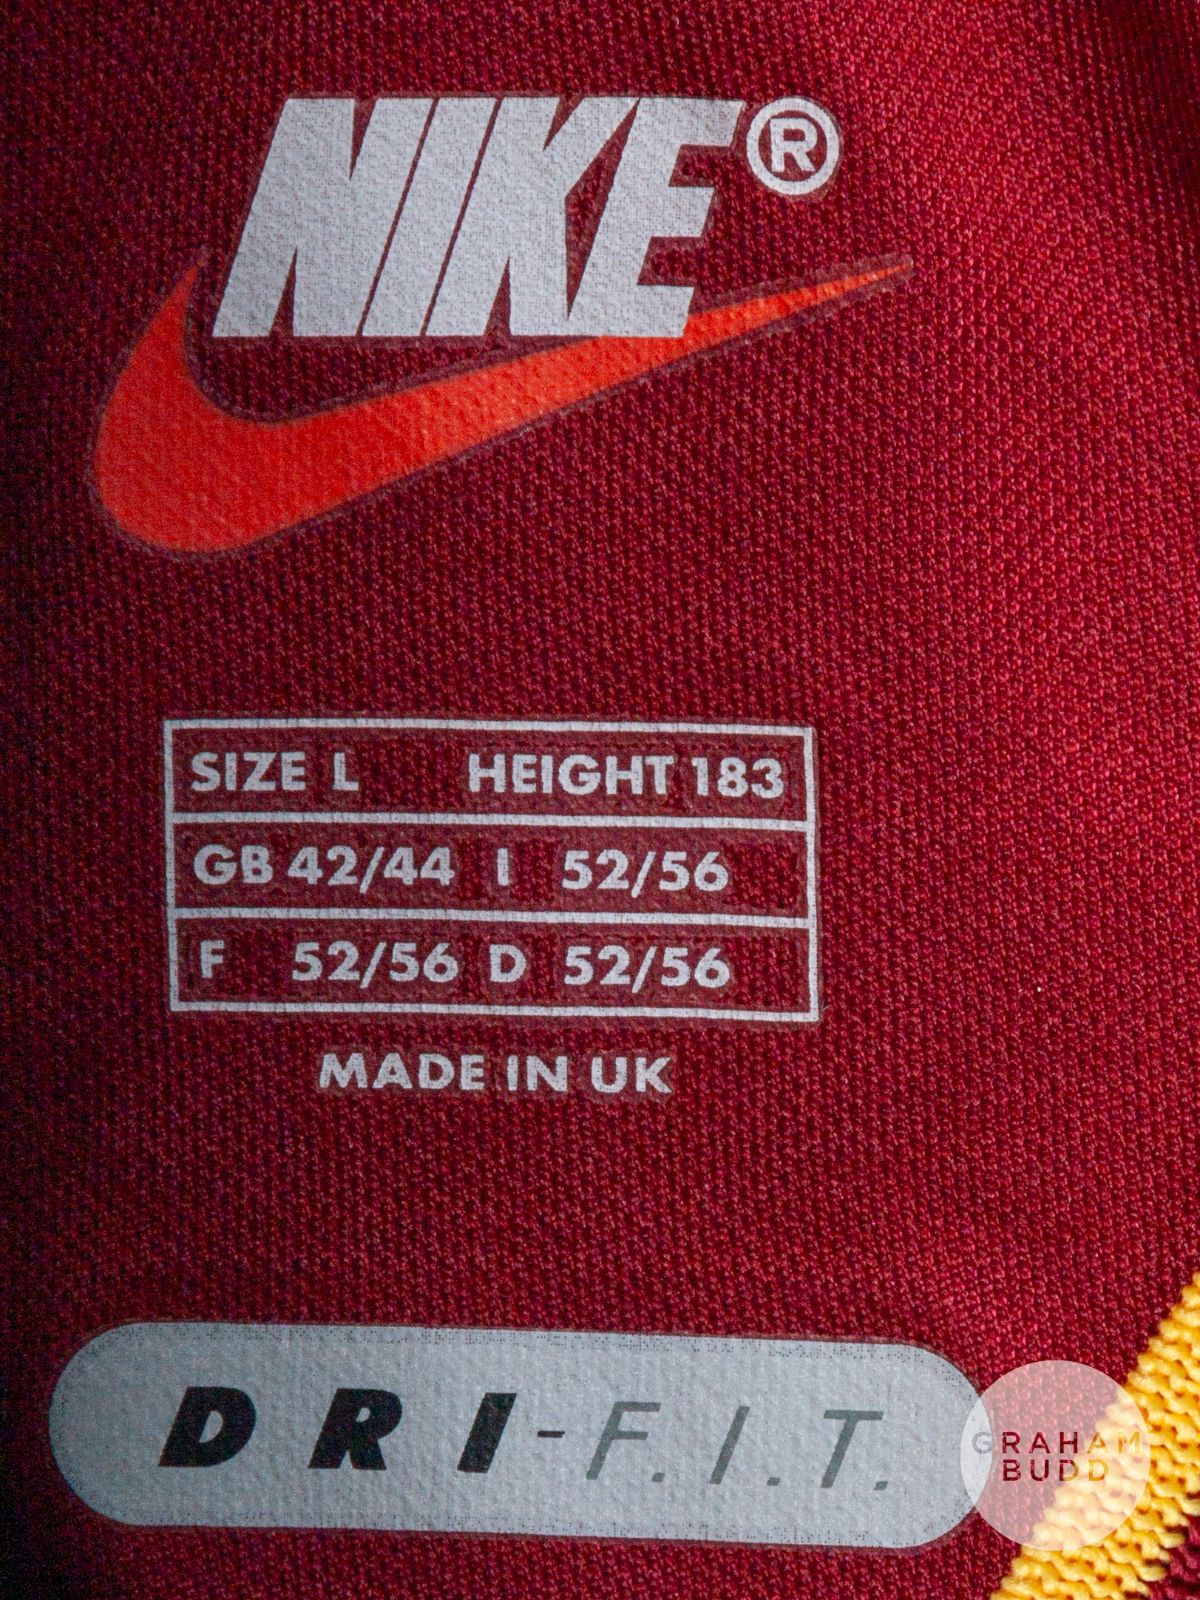 NIKE®
SIZE L HEIGHT 183
GB 42/44 I 52/56
F 52/56 D 52/56
MADE IN UK
DRI-F.I.T.
GRAHAM
BUDD